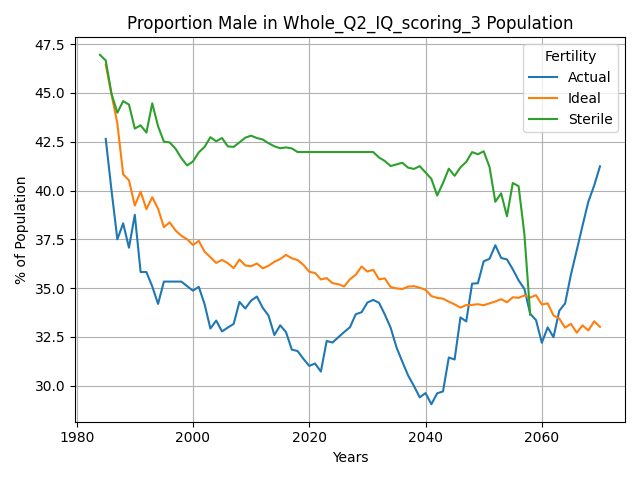 Proportion Male in Whole_Q2_IQ_scoring_3 Population
% of Population
47.5
45.0
42.5
40.0
37.5
35.0
32.5
30.0
Fertility
Actual
Ideal
Sterile
1980
2000
2020
2040
2060
Years